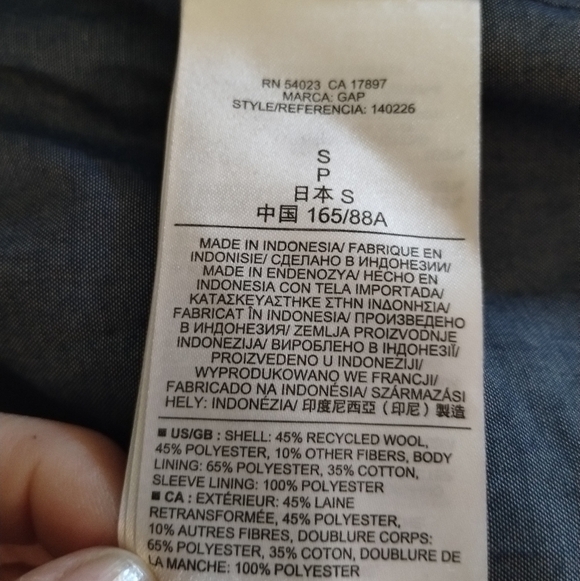 RN 54023 CA 17897
MARCA: GAP
STYLE/REFERENCIA: 140226
S
P
日本 S
中国 165/88A
MADE IN INDONESIA/ FABRIQUE EN
INDONISIE/ СДЕЛАНО В ИНДОНЕЗИИ/
MADE IN ENDENOZYA/ HECHO EN
INDONESIA CON TELA IMPORTADA/
ΚΑΤΑΣΚΕΥΑΣΤΗΚΕ ΣΤΗΝ ΙΝΔΟΝΗΣΙΑ/
FABRICAT ÎN INDONESIA/ ПРОИЗВЕДЕНО
В ИНДОНЕЗИЯ/ ZEMLJA PROIZVODNJE
INDONEZIJA/ ВИРОБЛЕНО В ІНДОНЕЗІЇ/
PROIZVEDENO U INDONEZIJI/
WYPRODUKOWANO WE FRANCJI/
FABRICADO NA INDONÉSIA/ SZÁRMAZÁSI
HELY: INDONÉZIA/ 印度尼西亞（印尼）製造
■ US/GB : SHELL: 45% RECYCLED WOOL,
45% POLYESTER, 10% OTHER FIBERS, BODY
LINING: 65% POLYESTER, 35% COTTON,
SLEEVE LINING: 100% POLYESTER
■ CA : EXTÉRIEUR: 45% LAINE
RETRANSFORMÉE, 45% POLYESTER,
10% AUTRES FIBRES, DOUBLURE CORPS:
65% POLYESTER, 35% COTON, DOUBLURE DE
LA MANCHE: 100% POLYESTER